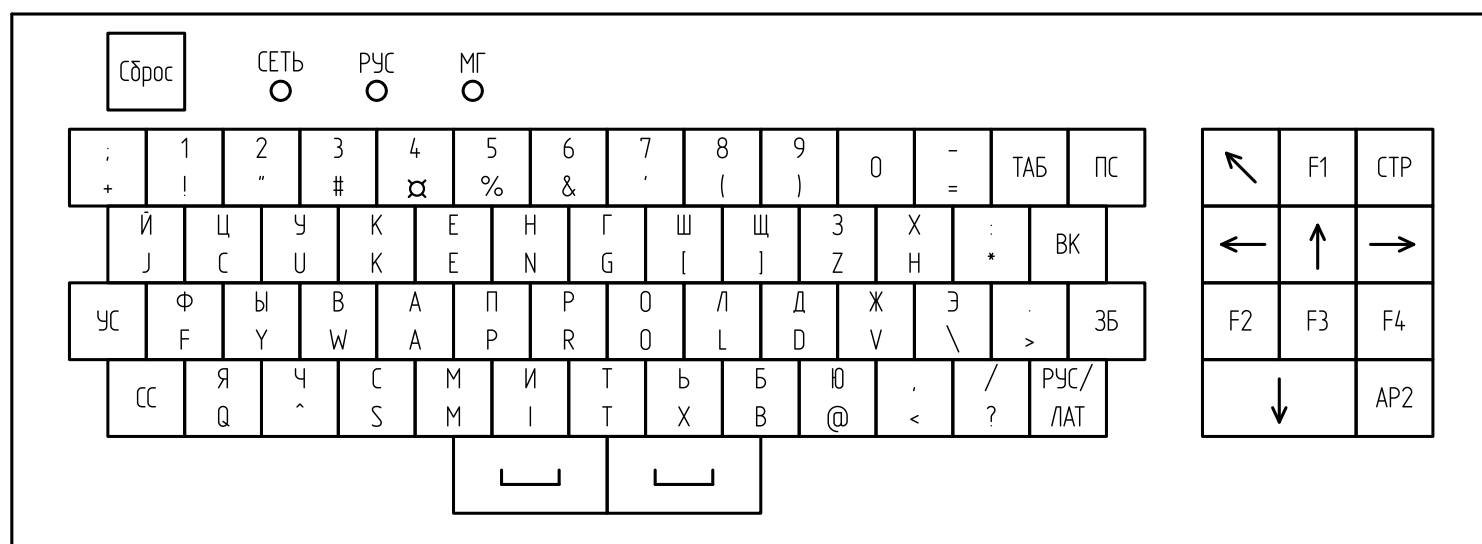 Сброс СЕТЬ РУС МГ
; 1 2 3 4 5 6 7 8 9 0 - ТАБ ПС F1 СТР
+ ! " # ¤ % & ' ( ) =
Й Ц У К Е Н Г Ш Щ З Х : ВК
J C U K E N G [ ] Z H *
УС Ф Ы В А П Р О Л Д Ж Э . ЗБ F2 F3 F4
F Y W A P R O L D V \ >
СС Я Ч С М И Т Ь Б Ю , / РУС/ АР2
Q ^ S M I T X B @ < ? ЛАТ